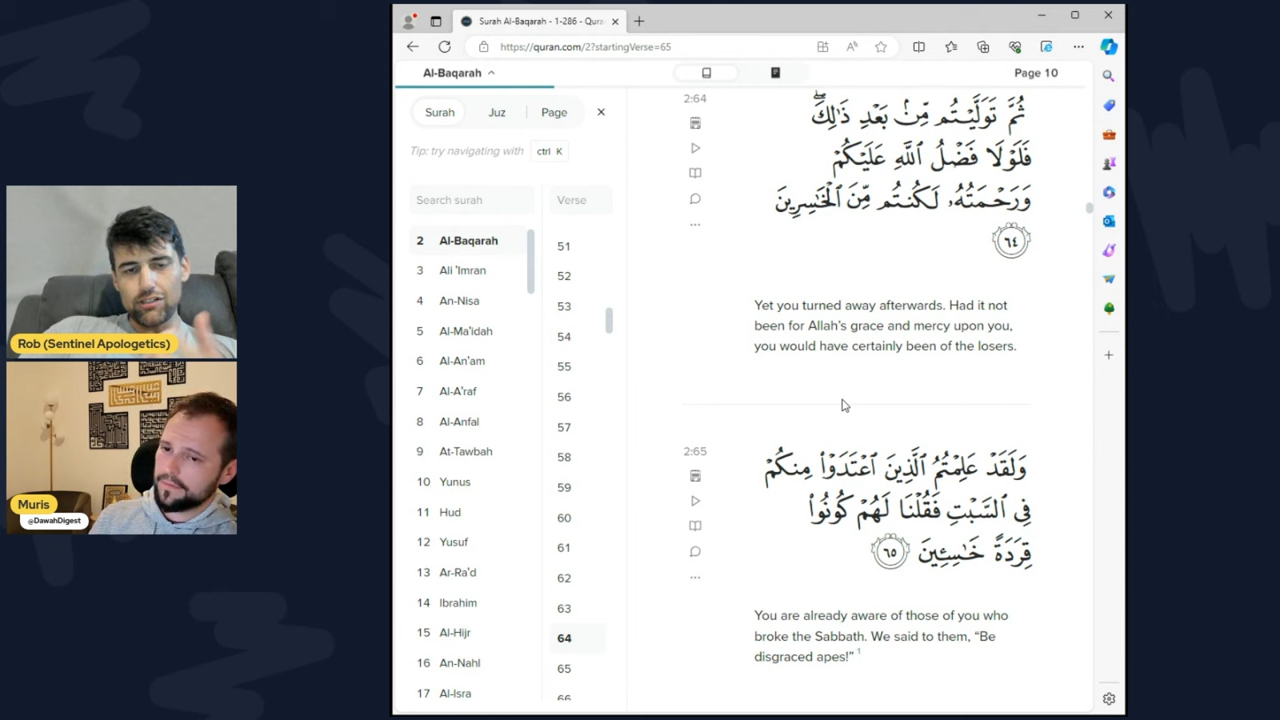 Surah Al-Baqarah - 1-286 - Qura
https://quran.com/2?startingVerse=65
Al-Baqarah
Page 10
Surah
Juz
Page
Tip: try navigating with ctrl K
Search surah
Verse
2 Al-Baqarah
3 Ali 'Imran
4 An-Nisa
5 Al-Ma'idah
6 Al-An'am
7 Al-A'raf
8 Al-Anfal
9 At-Tawbah
10 Yunus
11 Hud
12 Yusuf
13 Ar-Ra'd
14 Ibrahim
15 Al-Hijr
16 An-Nahl
17 Al-Isra
51
52
53
54
55
56
57
58
59
60
61
62
63
64
65
66
2:64
ثُمَّ تَوَلَّيْتُم مِّنۢ بَعْدِ ذَٰلِكَ ۖ
فَلَوْلَا فَضْلُ ٱللَّهِ عَلَيْكُمْ
وَرَحْمَتُهُۥ لَكُنتُم مِّنَ ٱلْخَـٰسِرِينَ
٦٤
Yet you turned away afterwards. Had it not
been for Allah's grace and mercy upon you,
you would have certainly been of the losers.
2:65
وَلَقَدْ عَلِمْتُمُ ٱلَّذِينَ ٱعْتَدَوْا۟ مِنكُمْ
فِى ٱلسَّبْتِ فَقُلْنَا لَهُمْ كُونُوا۟
قِرَدَةً خَـٰسِـِٔينَ ٦٥
You are already aware of those of you who
broke the Sabbath. We said to them, “Be
disgraced apes!” 1
Rob (Sentinel Apologetics)
Muris
@DawahDigest